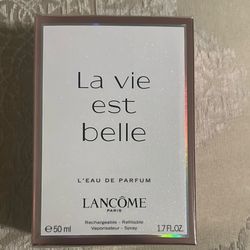 La vie
est
belle
L'EAU DE PARFUM
LANCÔME
PARIS
Rechargeable - Refillable
Vaporisateur - Spray
e 50 ml 1.7 FL.OZ.